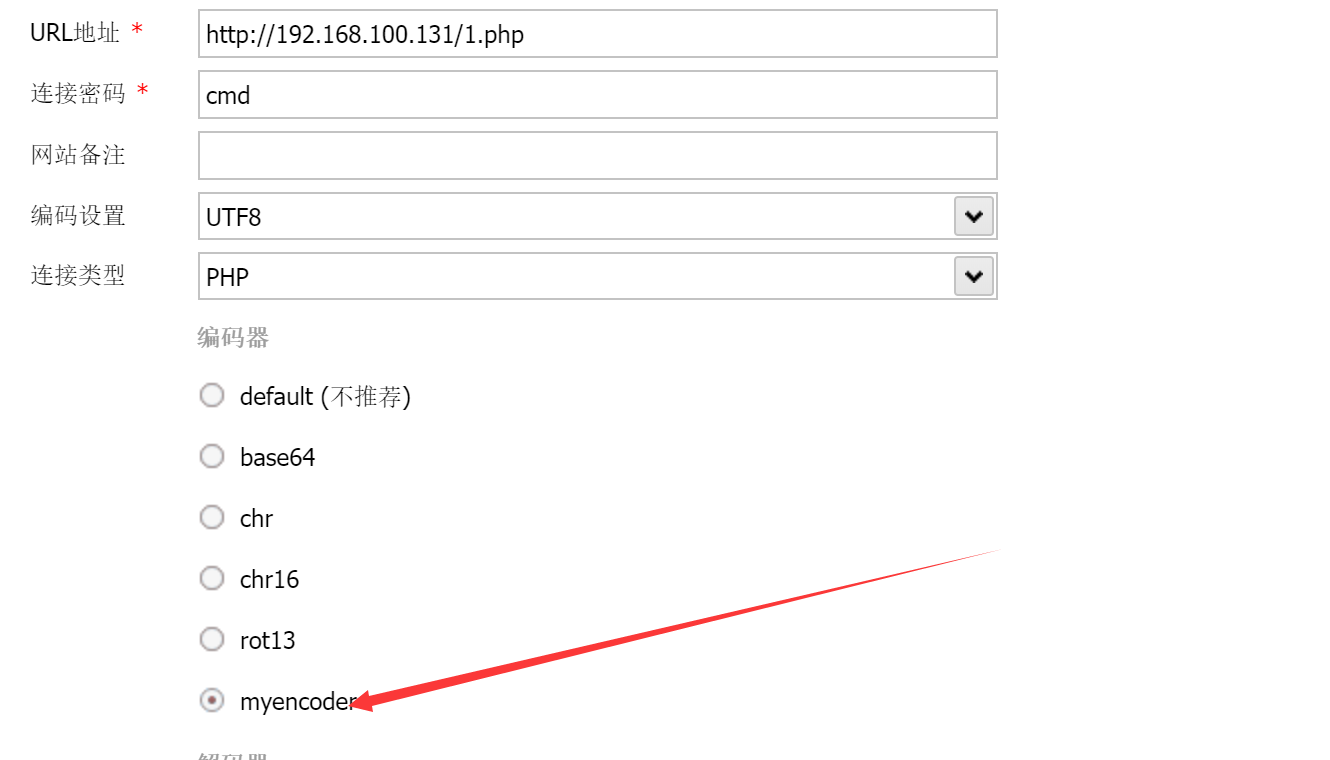 URL地址 * http://192.168.100.131/1.php
连接密码 * cmd
网站备注
编码设置 UTF8
连接类型 PHP
编码器
default (不推荐)
base64
chr
chr16
rot13
myencoder